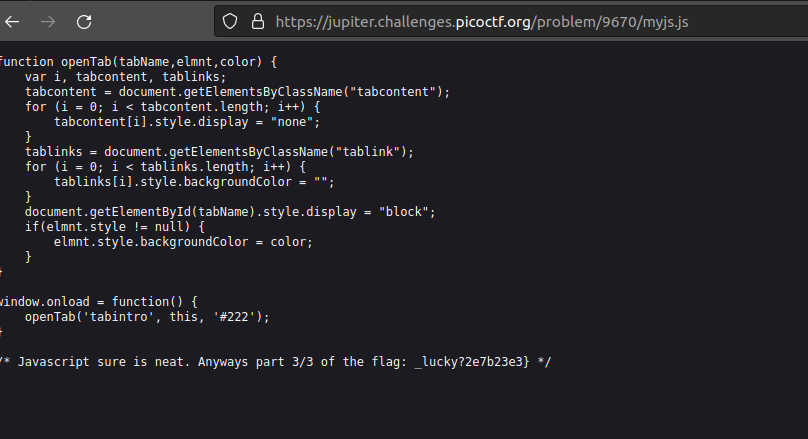 https://jupiter.challenges.picoctf.org/problem/9670/myjs.js
function openTab(tabName,elmnt,color) {
    var i, tabcontent, tablinks;
    tabcontent = document.getElementsByClassName("tabcontent");
    for (i = 0; i < tabcontent.length; i++) {
        tabcontent[i].style.display = "none";
    }
    tablinks = document.getElementsByClassName("tablink");
    for (i = 0; i < tablinks.length; i++) {
        tablinks[i].style.backgroundColor = "";
    }
    document.getElementById(tabName).style.display = "block";
    if(elmnt.style != null) {
        elmnt.style.backgroundColor = color;
    }
}
window.onload = function() {
    openTab('tabintro', this, '#222');
}
/* Javascript sure is neat. Anyways part 3/3 of the flag: _lucky?2e7b23e3} */